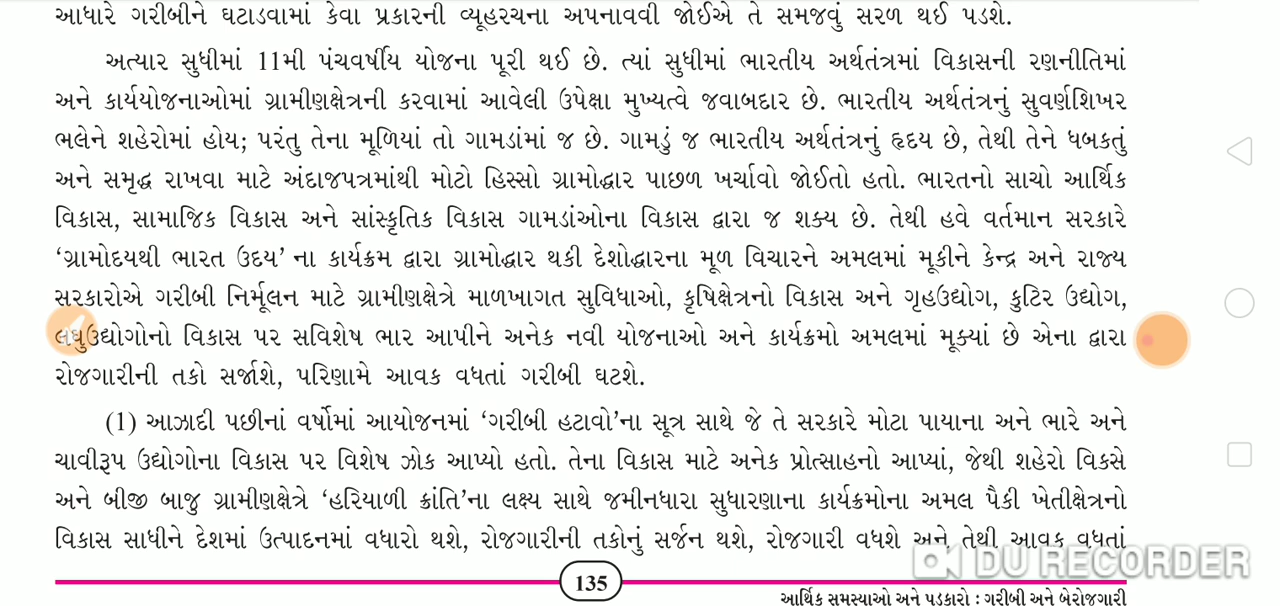 આધારે ગરીબીને ઘટાડવામાં કેવા પ્રકારની વ્યૂહરચના અપનાવવી જોઈએ તે સમજવું સરળ થઈ પડશે.
અત્યાર સુધીમાં 11મી પંચવર્ષીય યોજના પૂરી થઈ છે. ત્યાં સુધીમાં ભારતીય અર્થતંત્રમાં વિકાસની રણનીતિમાં
અને કાર્યયોજનાઓમાં ગ્રામીણક્ષેત્રની કરવામાં આવેલી ઉપેક્ષા મુખ્યત્વે જવાબદાર છે. ભારતીય અર્થતંત્રનું સુવર્ણશિખર
ભલેને શહેરોમાં હોય; પરંતુ તેના મૂળિયાં તો ગામડાંમાં જ છે. ગામડું જ ભારતીય અર્થતંત્રનું હૃદય છે, તેથી તેને ધબકતું
અને સમૃદ્ધ રાખવા માટે અંદાજપત્રમાંથી મોટો હિસ્સો ગ્રામોદ્ધાર પાછળ ખર્ચાવો જોઈતો હતો. ભારતનો સાચો આર્થિક
વિકાસ, સામાજિક વિકાસ અને સાંસ્કૃતિક વિકાસ ગામડાંઓના વિકાસ દ્વારા જ શક્ય છે. તેથી હવે વર્તમાન સરકારે
‘ગ્રામોદયથી ભારત ઉદય’ ના કાર્યક્રમ દ્વારા ગ્રામોદ્ધાર થકી દેશોદ્ધારના મૂળ વિચારને અમલમાં મૂકીને કેન્દ્ર અને રાજ્ય
સરકારોએ ગરીબી નિર્મૂલન માટે ગ્રામીણક્ષેત્રે માળખાગત સુવિધાઓ, કૃષિક્ષેત્રનો વિકાસ અને ગૃહઉદ્યોગ, કુટિર ઉદ્યોગ,
લઘુઉદ્યોગોનો વિકાસ પર સવિશેષ ભાર આપીને અનેક નવી યોજનાઓ અને કાર્યક્રમો અમલમાં મૂક્યાં છે એના દ્વારા
રોજગારીની તકો સર્જાશે, પરિણામે આવક વધતાં ગરીબી ઘટશે.
(1) આઝાદી પછીનાં વર્ષોમાં આયોજનમાં ‘ગરીબી હટાવો’ના સૂત્ર સાથે જે તે સરકારે મોટા પાયાના અને ભારે અને
ચાવીરૂપ ઉદ્યોગોના વિકાસ પર વિશેષ ઝોક આપ્યો હતો. તેના વિકાસ માટે અનેક પ્રોત્સાહનો આપ્યાં, જેથી શહેરો વિકસે
અને બીજી બાજુ ગ્રામીણક્ષેત્રે ‘હરિયાળી ક્રાંતિ’ના લક્ષ્ય સાથે જમીનધારા સુધારણાના કાર્યક્રમોના અમલ પૈકી ખેતીક્ષેત્રનો
વિકાસ સાધીને દેશમાં ઉત્પાદનમાં વધારો થશે, રોજગારીની તકોનું સર્જન થશે, રોજગારી વધશે અને તેથી આવક વધતાં
DU RECORDER
135
આર્થિક સમસ્યાઓ અને પડકારો : ગરીબી અને બેરોજગારી